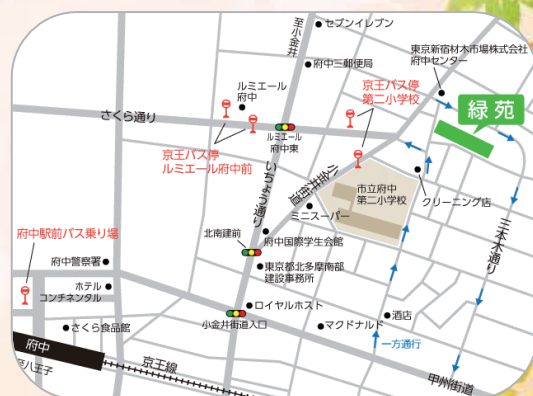 至小金井
セブンイレブン
府中三郵便局
東京新宿材木市場株式会社
府中センター
京王バス停
第二小学校
ルミエール
府中
さくら通り
緑苑
ルミエール
府中東
京王バス停
ルミエール府中前
小金井街道
いちょう通り
市立府中
第二小学校
クリーニング店
ミニスーパー
三本木通り
北南建前
府中国際学生会館
府中駅前バス乗り場
府中警察署
東京都北多摩南部
建設事務所
ホテル
コンチネンタル
ロイヤルホスト
小金井街道入口
酒店
さくら食品館
マクドナルド
一方通行
府中
至八王子
京王線
甲州街道